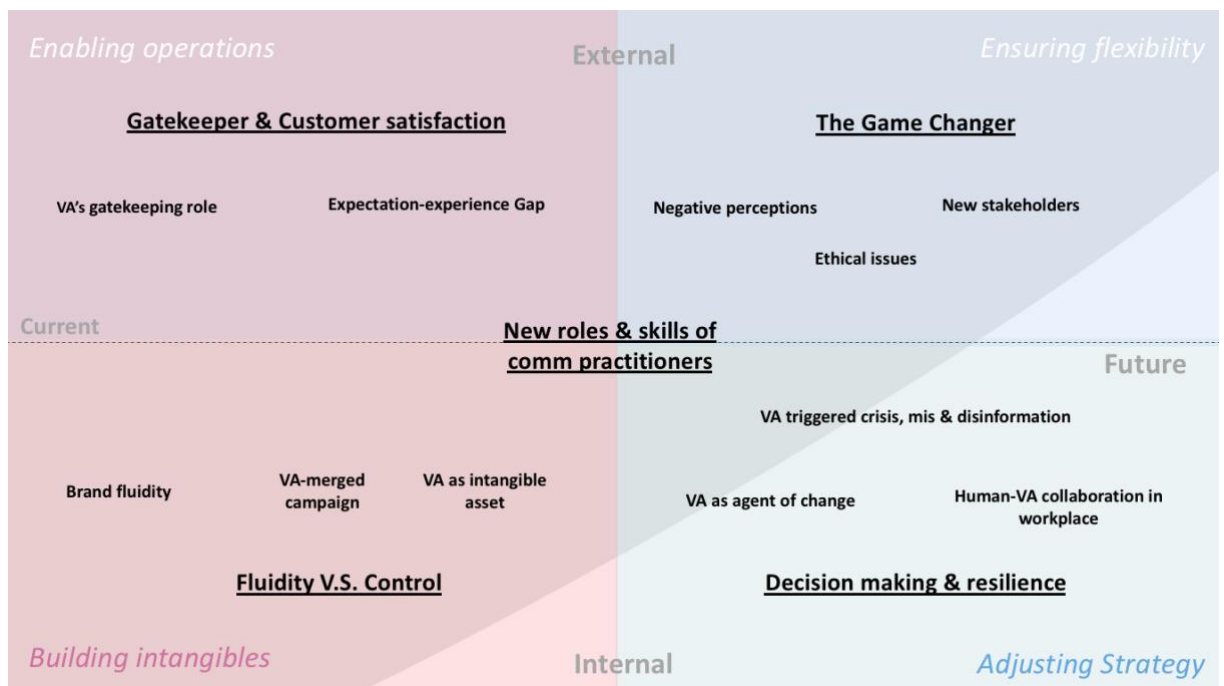 Enabling operations
External
Ensuring flexibility
Gatekeeper & Customer satisfaction
The Game Changer
VA's gatekeeping role
Expectation-experience Gap
Negative perceptions
New stakeholders
Ethical issues
Current
New roles & skills of
comm practitioners
Future
VA triggered crisis, mis & disinformation
Brand fluidity
VA-merged
campaign
VA as intangible
asset
VA as agent of change
Human-VA collaboration in
workplace
Fluidity V.S. Control
Decision making & resilience
Building intangibles
Internal
Adjusting Strategy